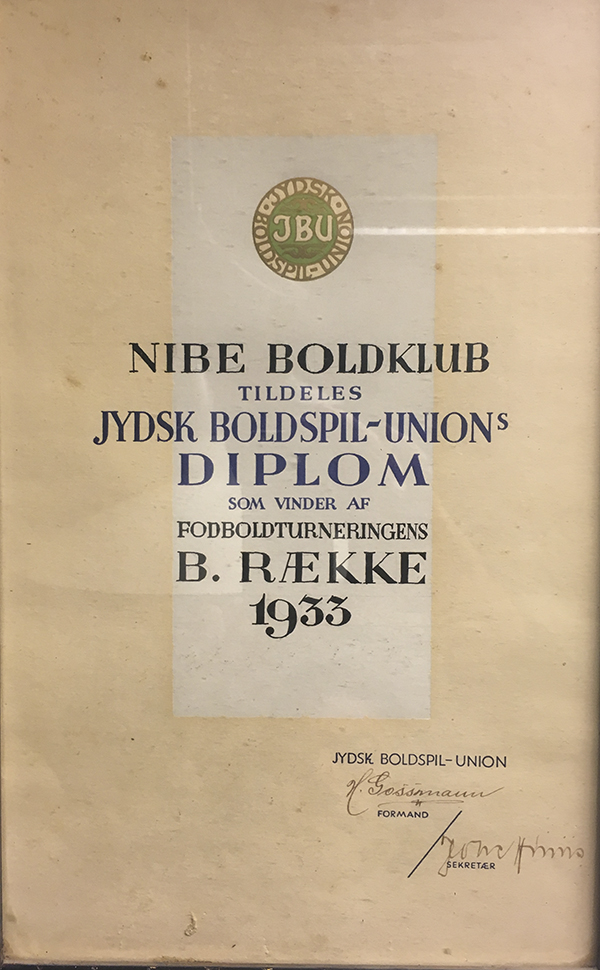 JYDSK BOLDSPIL-UNION
JBU
NIBE BOLDKLUB
TILDELES
JYDSK BOLDSPIL-UNIONS
DIPLOM
SOM VINDER AF
FODBOLDTURNERINGENS
B. RÆKKE
1933
JYDSK BOLDSPIL-UNION
H. Gossmann
FORMAND
SEKRETÆR